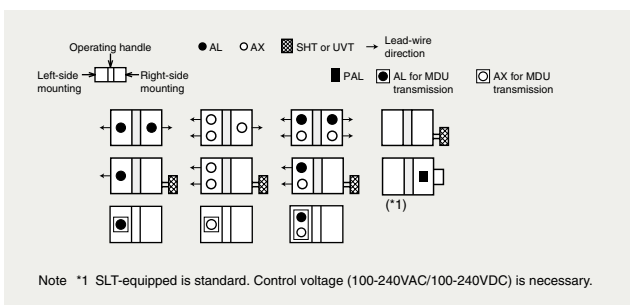 Operating handle
Left-side mounting
Right-side mounting
AL
AX
SHT or UVT
Lead-wire direction
PAL
AL for MDU transmission
AX for MDU transmission
(*1)
Note *1 SLT-equipped is standard. Control voltage (100-240VAC/100-240VDC) is necessary.